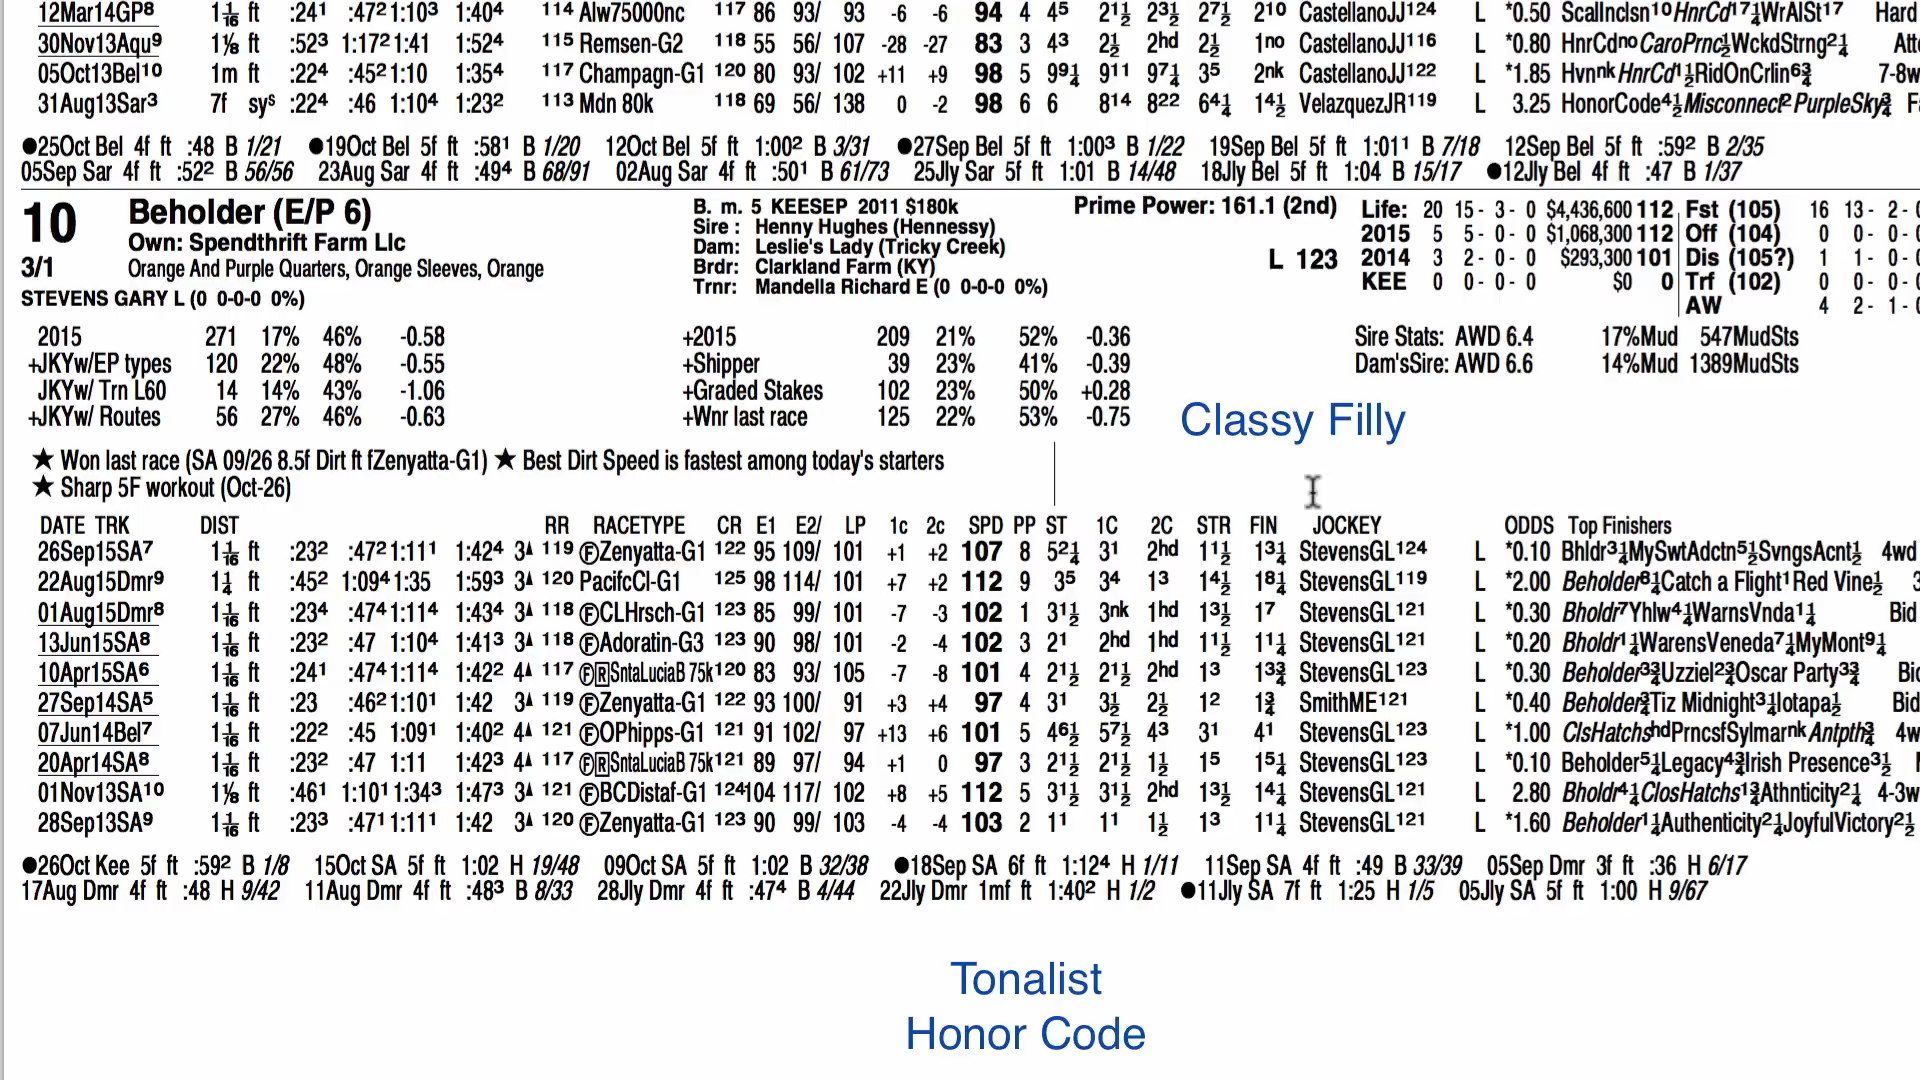 12Mar14GP⁸ 1 1/16 ft :24¹ :47² 1:10³ 1:40⁴ 114 Alw75000nc 117 86 93/ 93 -6 -6 94 4 4⁵ 2¹½ 2³½ 2⁷½ 2¹⁰ CastellanoJJ¹²⁴ L *0.50 ScalIncIsn¹⁰HnrCd¹⁷¼WrAlSt¹⁷ Hard
30Nov13Aqu⁹ 1⅛ ft :52³ 1:17² 1:41 1:52⁴ 115 Remsen-G2 118 55 56/ 107 -28 -27 83 3 4³ 2½ 2hd 2½ 1no CastellanoJJ¹¹⁶ L *0.80 HnrCdnoCaroPrnc½WckdStrng²¼ Atte
05Oct13Bel¹⁰ 1m ft :22⁴ :45² 1:10 1:35⁴ 117 Champagn-G1 120 80 93/ 102 +11 +9 98 5 9⁹¼ 9¹¹ 9⁷¼ 3⁵ 2nk CastellanoJJ¹²² L *1.85 HvnnkHnrCd¹½RidOnCrlin⁶¾ 7-8w
31Aug13Sar³ 7f sys :22⁴ :46 1:10⁴ 1:23² 113 Mdn 80k 118 69 56/ 138 0 -2 98 6 6 8¹⁴ 8²² 6⁴¼ 1⁴½ VelazquezJR¹¹⁹ L 3.25 HonorCode⁴½Misconnect²PurpleSky¾
●25Oct Bel 4f ft :48 B 1/21 ●19Oct Bel 5f ft :58¹ B 1/20 12Oct Bel 5f ft 1:00² B 3/31 ●27Sep Bel 5f ft 1:00³ B 1/22 19Sep Bel 5f ft 1:01¹ B 7/18 12Sep Bel 5f ft :59² B 2/35
05Sep Sar 4f ft :52² B 56/56 23Aug Sar 4f ft :49⁴ B 68/91 02Aug Sar 4f ft :50¹ B 61/73 25Jly Sar 5f ft 1:01 B 14/48 18Jly Bel 5f ft 1:04 B 15/17 ●12Jly Bel 4f ft :47 B 1/37
10 Beholder (E/P 6) B. m. 5 KEESEP 2011 $180k Prime Power: 161.1 (2nd) Life: 20 15- 3- 0 $4,436,600 112 Fst (105) 16 13- 2- 0
Own: Spendthrift Farm Llc Sire : Henny Hughes (Hennessy) 2015 5 5- 0- 0 $1,068,300 112 Off (104) 0 0- 0- 0
Dam: Leslie's Lady (Tricky Creek)
3/1 Orange And Purple Quarters, Orange Sleeves, Orange Brdr: Clarkland Farm (KY) L 123 2014 3 2- 0- 0 $293,300 101 Dis (105?) 1 1- 0- 0
STEVENS GARY L (0 0-0-0 0%) Trnr: Mandella Richard E (0 0-0-0 0%) KEE 0 0- 0- 0 $0 0 Trf (102) 0 0- 0- 0
AW 4 2- 1- 0
2015 271 17% 46% -0.58 +2015 209 21% 52% -0.36 Sire Stats: AWD 6.4 17%Mud 547MudSts
+JKYw/EP types 120 22% 48% -0.55 +Shipper 39 23% 41% -0.39 Dam'sSire: AWD 6.6 14%Mud 1389MudSts
JKYw/ Trn L60 14 14% 43% -1.06 +Graded Stakes 102 23% 50% +0.28
+JKYw/ Routes 56 27% 46% -0.63 +Wnr last race 125 22% 53% -0.75 Classy Filly
★ Won last race (SA 09/26 8.5f Dirt ft fZenyatta-G1) ★ Best Dirt Speed is fastest among today's starters
★ Sharp 5F workout (Oct-26)
DATE TRK DIST RR RACETYPE CR E1 E2/ LP 1c 2c SPD PP ST 1C 2C STR FIN JOCKEY ODDS Top Finishers
26Sep15SA⁷ 1 1/16 ft :23² :47² 1:11¹ 1:42⁴ 3▲ 119 ⒻZenyatta-G1 122 95 109/ 101 +1 +2 107 8 5²¼ 3¹ 2hd 1¹½ 1³¼ StevensGL¹²⁴ L *0.10 Bhldr³¼MySwtAdctn⁵½SvngsAcnt½ 4wd
22Aug15Dmr⁹ 1¼ ft :45² 1:09⁴ 1:35 1:59³ 3▲ 120 PacifcCl-G1 125 98 114/ 101 +7 +2 112 9 3⁵ 3⁴ 1³ 1⁴½ 1⁸¼ StevensGL¹¹⁹ L *2.00 Beholder⁸¼Catch a Flight¹Red Vine½
01Aug15Dmr⁸ 1 1/16 ft :23⁴ :47⁴ 1:11⁴ 1:43⁴ 3▲ 118 ⒻCLHrsch-G1 123 85 99/ 101 -7 -3 102 1 3¹½ 3nk 1hd 1³½ 1⁷ StevensGL¹²¹ L *0.30 Bholdr⁷Yhlw⁴¼WarnsVnda¹¼ Bid
13Jun15SA⁸ 1 1/16 ft :23² :47 1:10⁴ 1:41³ 3▲ 118 ⒻAdoratin-G3 123 90 98/ 101 -2 -4 102 3 2¹ 2hd 1hd 1¹½ 1¹¼ StevensGL¹²¹ L *0.20 Bholdr¹¼WarensVeneda⁷¼MyMont⁹¼
10Apr15SA⁶ 1 1/16 ft :24¹ :47⁴ 1:11⁴ 1:42² 4▲ 117 ⒻⓇSntaLuciaB 75k 120 83 93/ 105 -7 -8 101 4 2¹½ 2¹½ 2hd 1³ 1³¾ StevensGL¹²³ L *0.30 Beholder³¾Uzziel²¾Oscar Party³¾ Bid
27Sep14SA⁵ 1 1/16 ft :23 :46² 1:10¹ 1:42 3▲ 119 ⒻZenyatta-G1 122 93 100/ 91 +3 +4 97 4 3¹ 3½ 2½ 1² 1¾ SmithME¹²¹ L *0.40 Beholder¾Tiz Midnight³¼Iotapa½ Bid
07Jun14Bel⁷ 1 1/16 ft :22² :45 1:09¹ 1:40² 4▲ 121 ⒻOPhipps-G1 121 91 102/ 97 +13 +6 101 5 4⁶½ 5⁷½ 4³ 3¹ 4¹ StevensGL¹²³ L *1.00 ClsHatchshdPrncsfSylmarnkAntpth¾ 4w
20Apr14SA⁸ 1 1/16 ft :23² :47 1:11 1:42³ 4▲ 117 ⒻⓇSntaLuciaB 75k 121 89 97/ 94 +1 0 97 3 2¹½ 2¹½ 1½ 1⁵ 1⁵¼ StevensGL¹²³ L *0.10 Beholder⁵¼Legacy⁴¾Irish Presence³½
01Nov13SA¹⁰ 1⅛ ft :46¹ 1:10¹ 1:34³ 1:47³ 3▲ 121 ⒻBCDistaf-G1 124 104 117/ 102 +8 +5 112 5 3¹½ 3¹½ 2hd 1³½ 1⁴¼ StevensGL¹²¹ L 2.80 Bholdr⁴¼ClosHatchs¹¾Athnticity²¼ 4-3w
28Sep13SA⁹ 1 1/16 ft :23³ :47¹ 1:11¹ 1:42 3▲ 120 ⒻZenyatta-G1 123 90 99/ 103 -4 -4 103 2 1¹ 1¹ 1½ 1³ 1¹¼ StevensGL¹²¹ L *1.60 Beholder¹¼Authenticity²¼JoyfulVictory²½
●26Oct Kee 5f ft :59² B 1/8 15Oct SA 5f ft 1:02 H 19/48 09Oct SA 5f ft 1:02 B 32/38 ●18Sep SA 6f ft 1:12⁴ H 1/11 11Sep SA 4f ft :49 B 33/39 05Sep Dmr 3f ft :36 H 6/17
17Aug Dmr 4f ft :48 H 9/42 11Aug Dmr 4f ft :48³ B 8/33 28Jly Dmr 4f ft :47⁴ B 4/44 22Jly Dmr 1mf ft 1:40² H 1/2 ●11Jly SA 7f ft 1:25 H 1/5 05Jly SA 5f ft 1:00 H 9/67
Tonalist
Honor Code